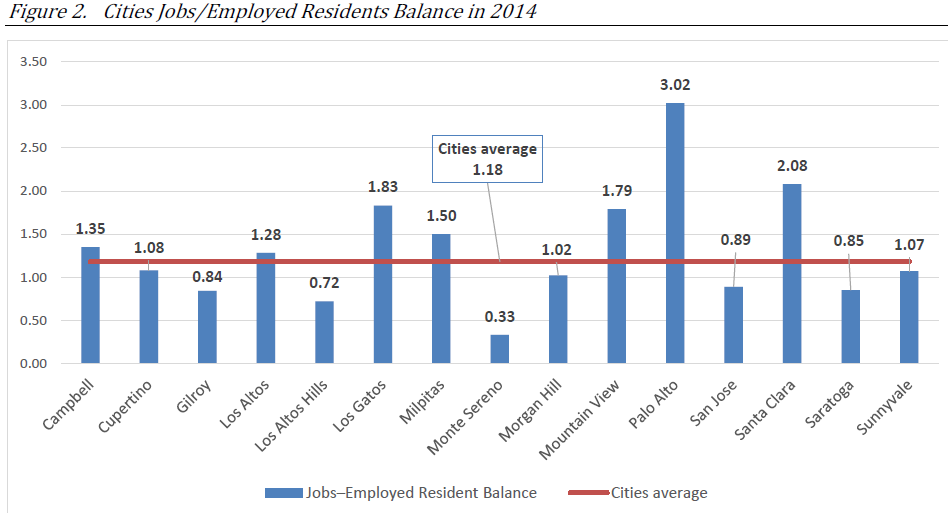 Figure 2. Cities Jobs/Employed Residents Balance in 2014
3.50
3.00
2.50
2.00
1.50
1.00
0.50
0.00
1.35
1.08
0.84
1.28
0.72
1.83
1.50
Cities average
1.18
0.33
1.02
1.79
3.02
0.89
2.08
0.85
1.07
Campbell
Cupertino
Gilroy
Los Altos
Los Altos Hills
Los Gatos
Milpitas
Monte Sereno
Morgan Hill
Mountain View
Palo Alto
San Jose
Santa Clara
Saratoga
Sunnyvale
Jobs–Employed Resident Balance
Cities average